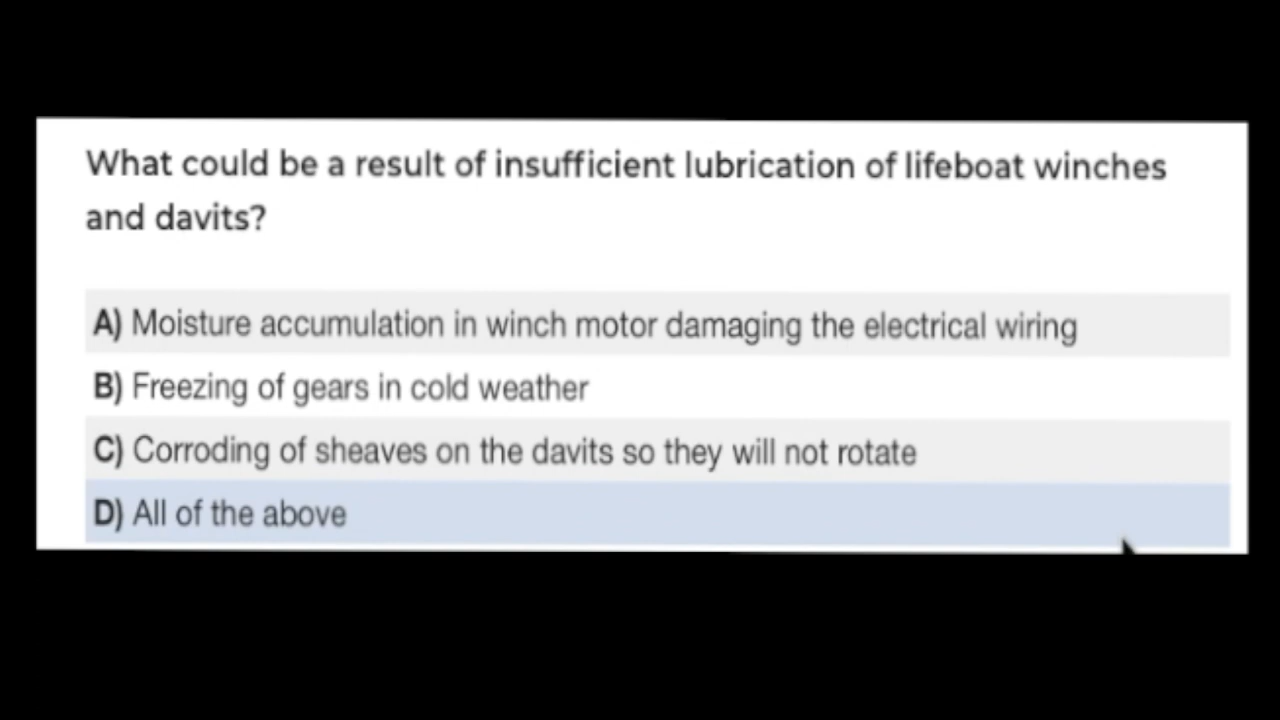 What could be a result of insufficient lubrication of lifeboat winches
and davits?
A) Moisture accumulation in winch motor damaging the electrical wiring
B) Freezing of gears in cold weather
C) Corroding of sheaves on the davits so they will not rotate
D) All of the above